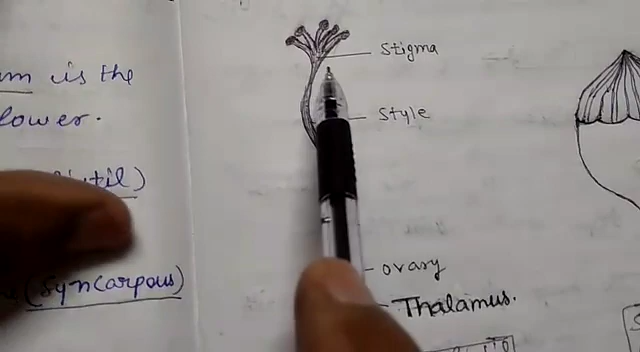 is the
lower.
(Syncarpous)
Stigma
Style
ovary
Thalamus.